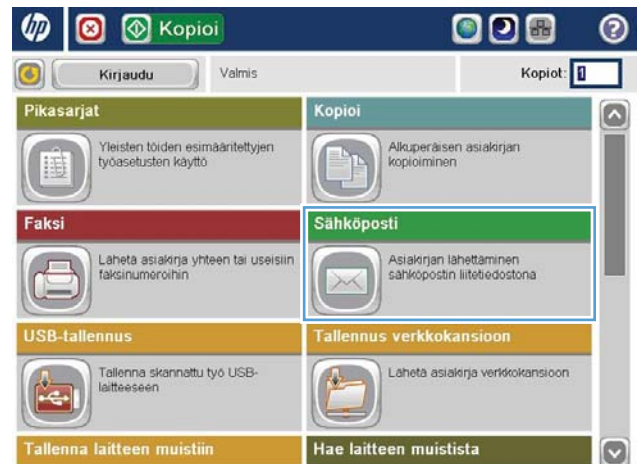 hp
Kopioi
?
Kirjaudu
Valmis
Kopiot: 1
Pikasarjat
Yleisten töiden esimääritettyjen
työasetusten käyttö
Kopioi
Alkuperäisen asiakirjan
kopioiminen
Faksi
Lähetä asiakirja yhteen tai useisiin
faksinumeroihin
Sähköposti
Asiakirjan lähettäminen
sähköpostin liitetiedostona
USB-tallennus
Tallenna skannattu työ USB-
laitteeseen
Tallennus verkkokansioon
Lähetä asiakirja verkkokansioon
Tallenna laitteen muistiin
Hae laitteen muistista